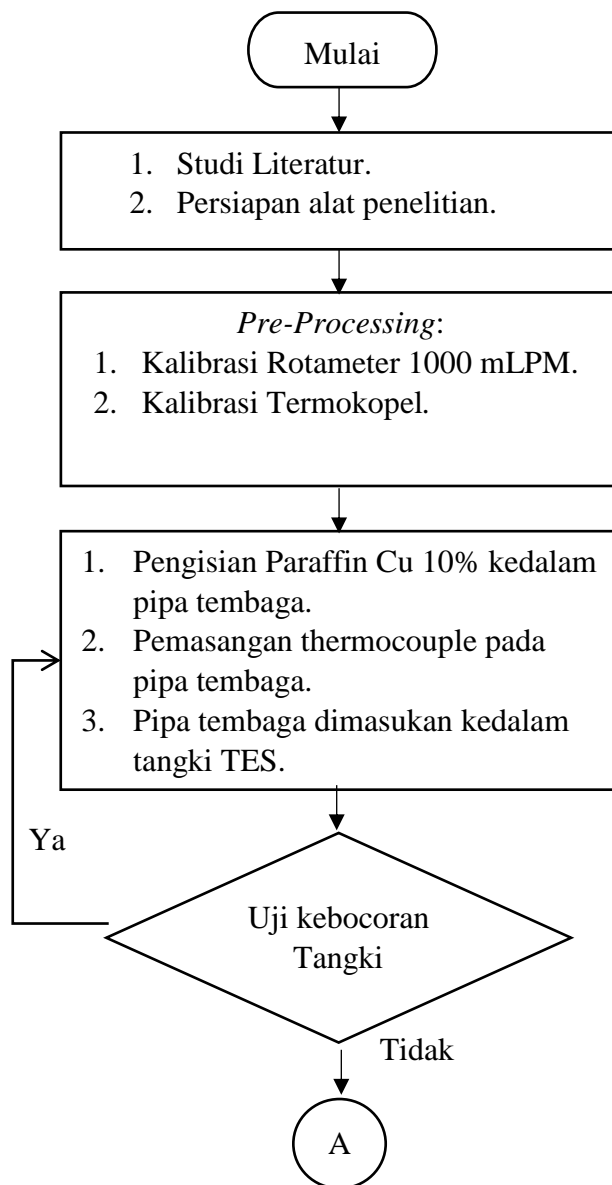 Mulai
1. Studi Literatur.
2. Persiapan alat penelitian.
Pre-Processing:
1. Kalibrasi Rotameter 1000 mLPM.
2. Kalibrasi Termokopel.
1. Pengisian Paraffin Cu 10% kedalam
pipa tembaga.
2. Pemasangan thermocouple pada
pipa tembaga.
3. Pipa tembaga dimasukan kedalam
tangki TES.
Ya
Uji kebocoran
Tangki
Tidak
A